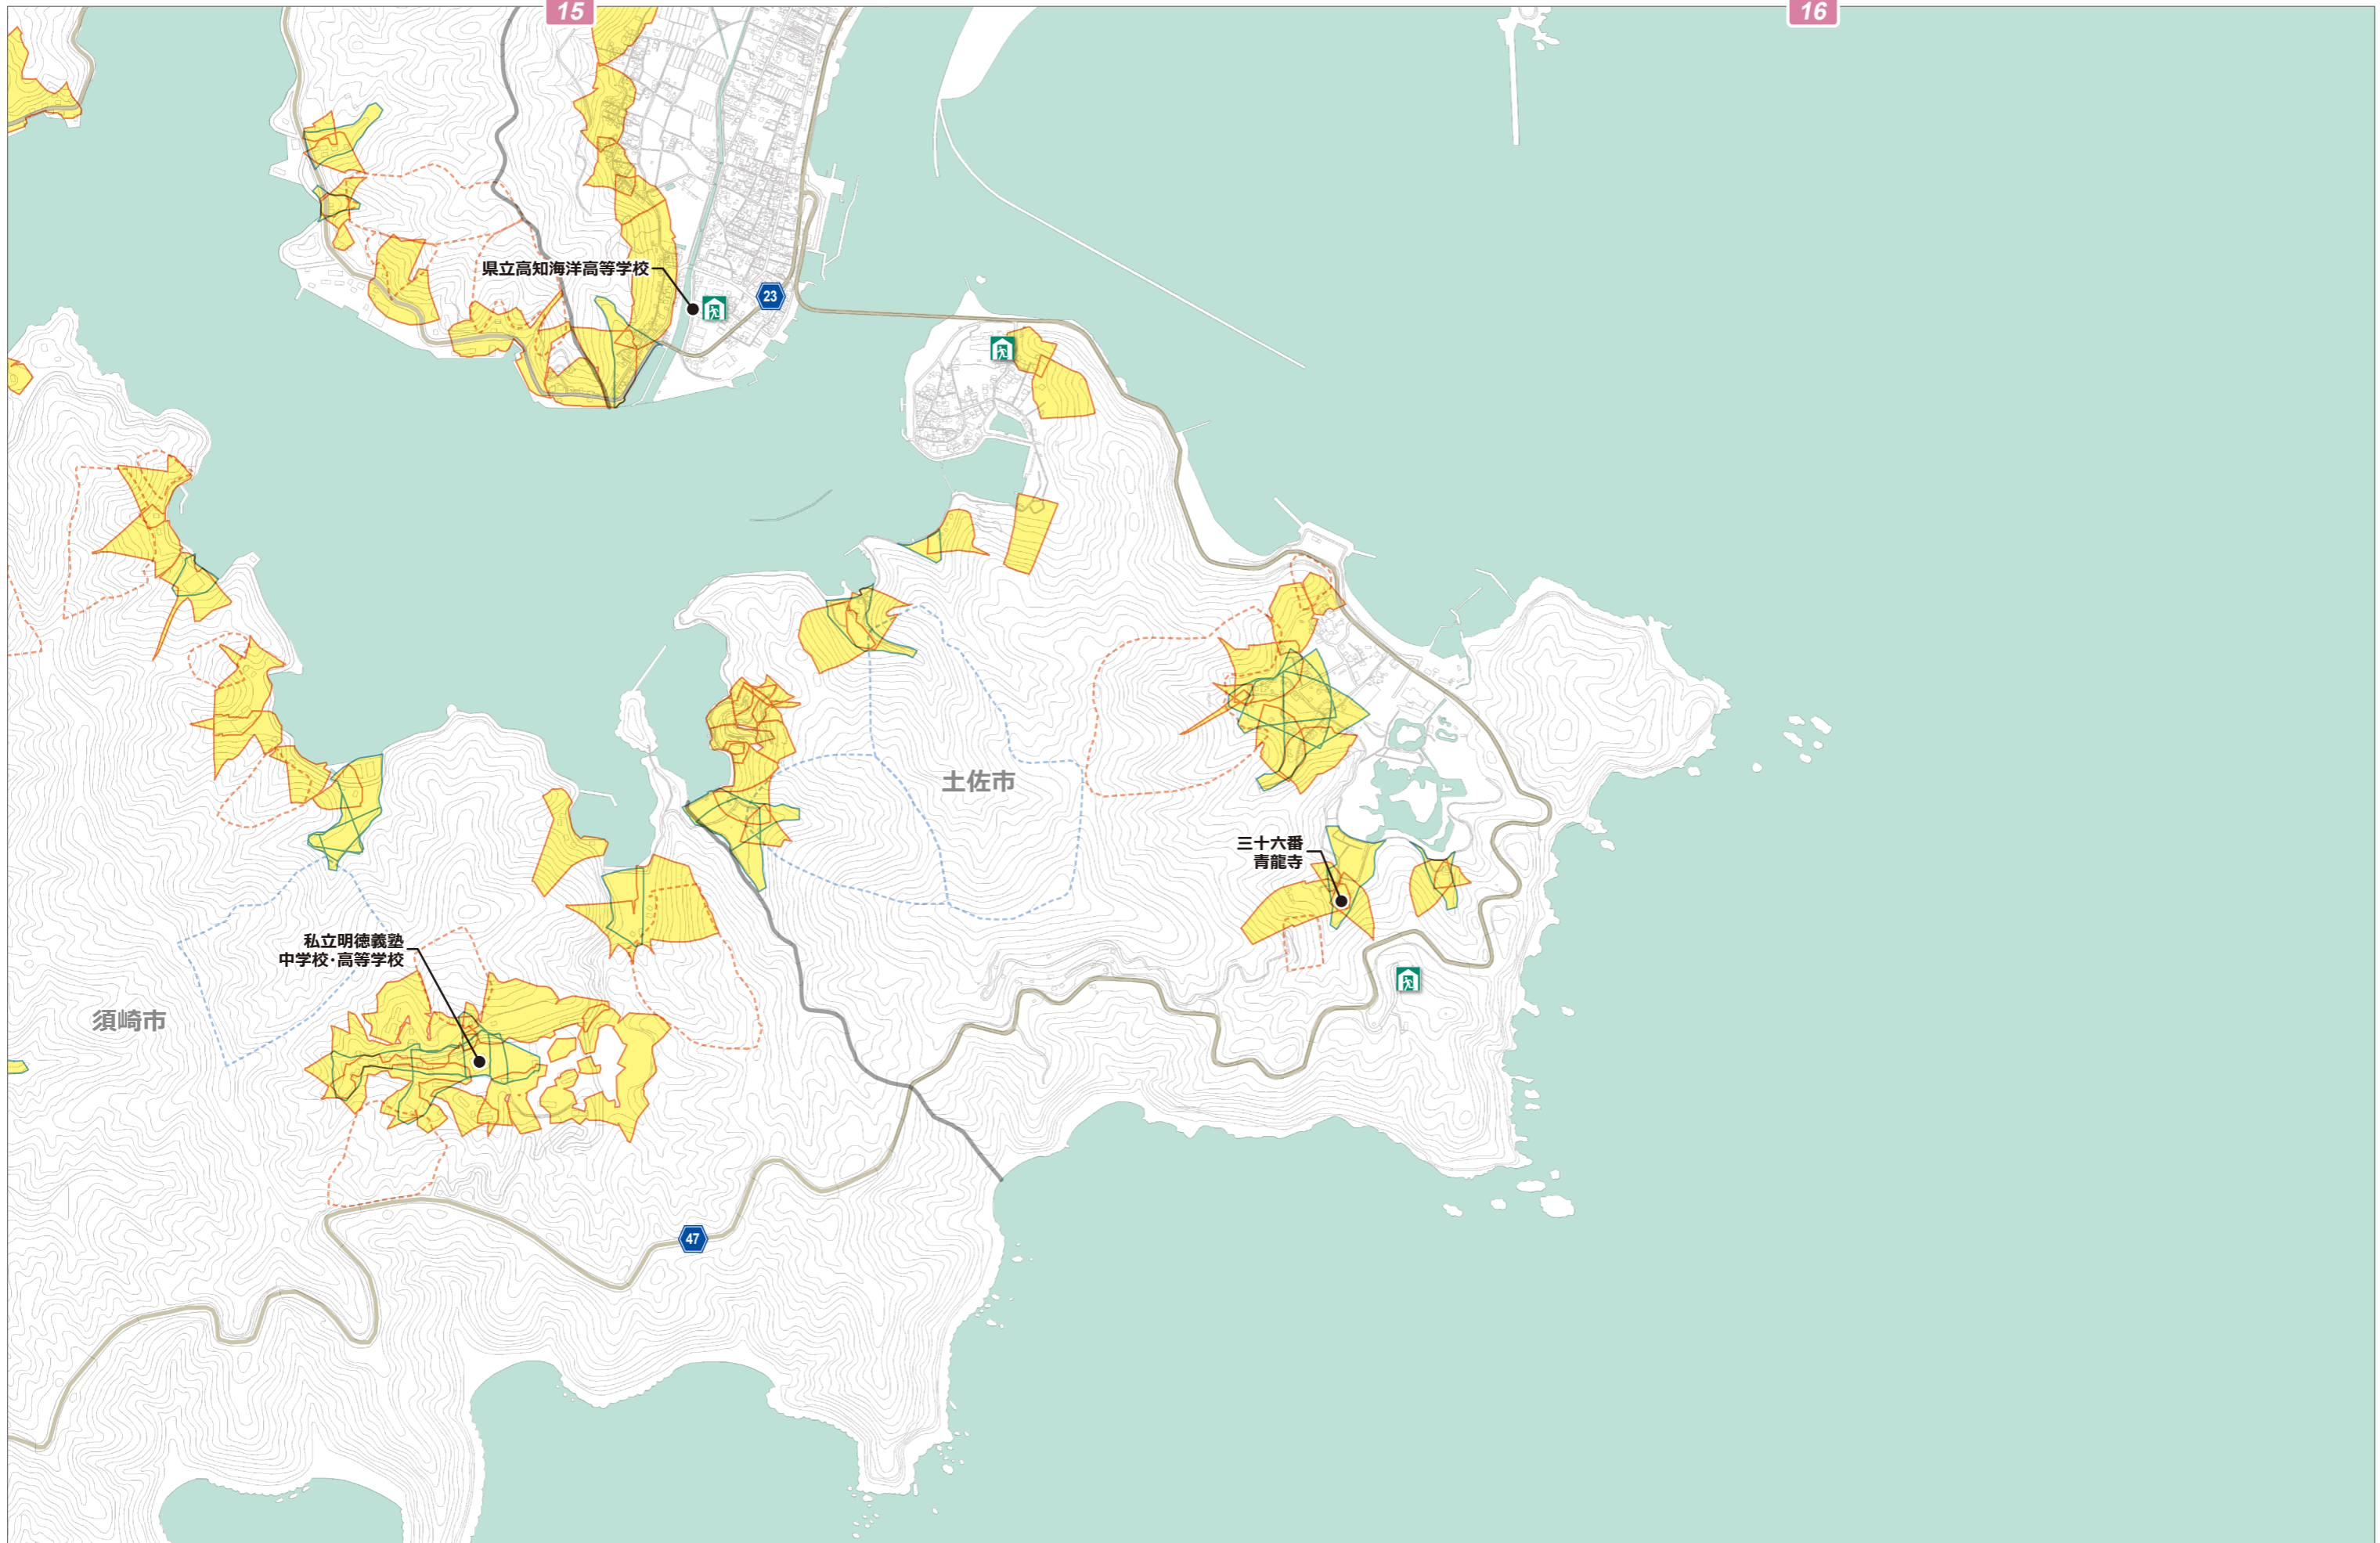 15
16
県立高知海洋高等学校
23
土佐市
三十六番
青龍寺
私立明徳義塾
中学校・高等学校
須崎市
47